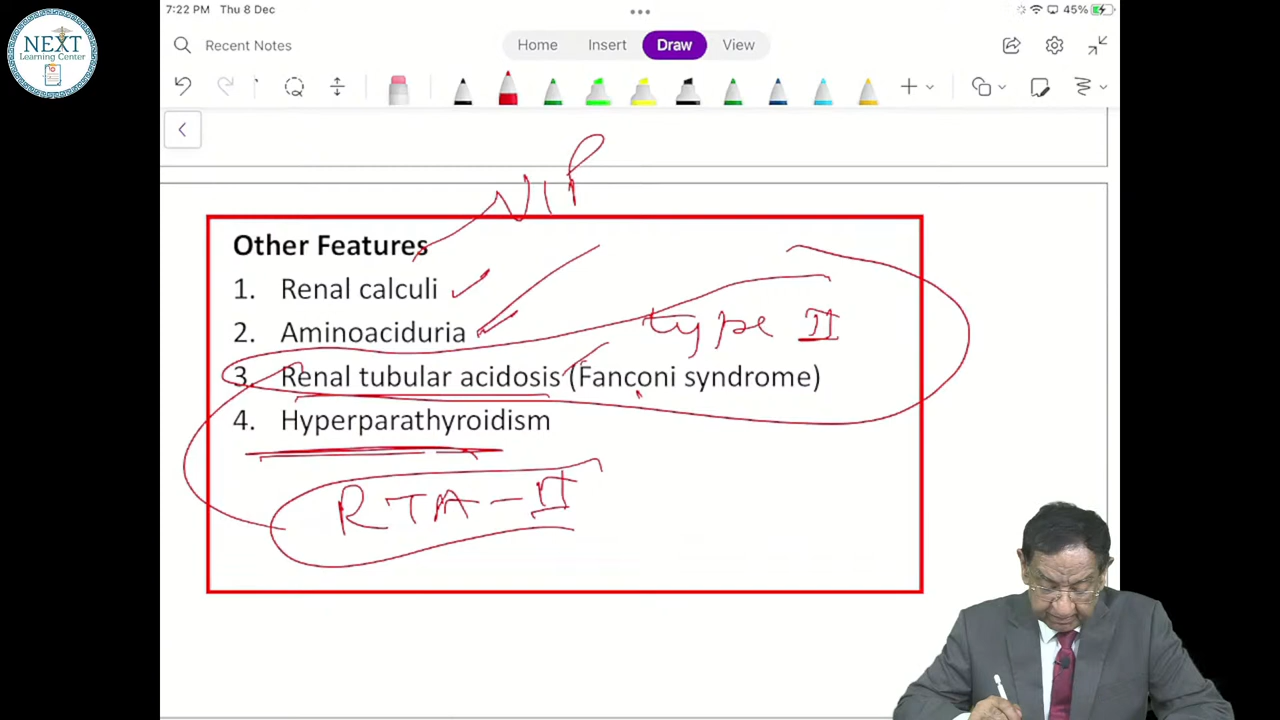 7:22 PM Thu 8 Dec
45%
NEXT
Learning Center
Recent Notes
Home Insert Draw View
VIP
Other Features
1. Renal calculi
2. Aminoaciduria
type II
3. Renal tubular acidosis (Fanconi syndrome)
4. Hyperparathyroidism
RTA - II